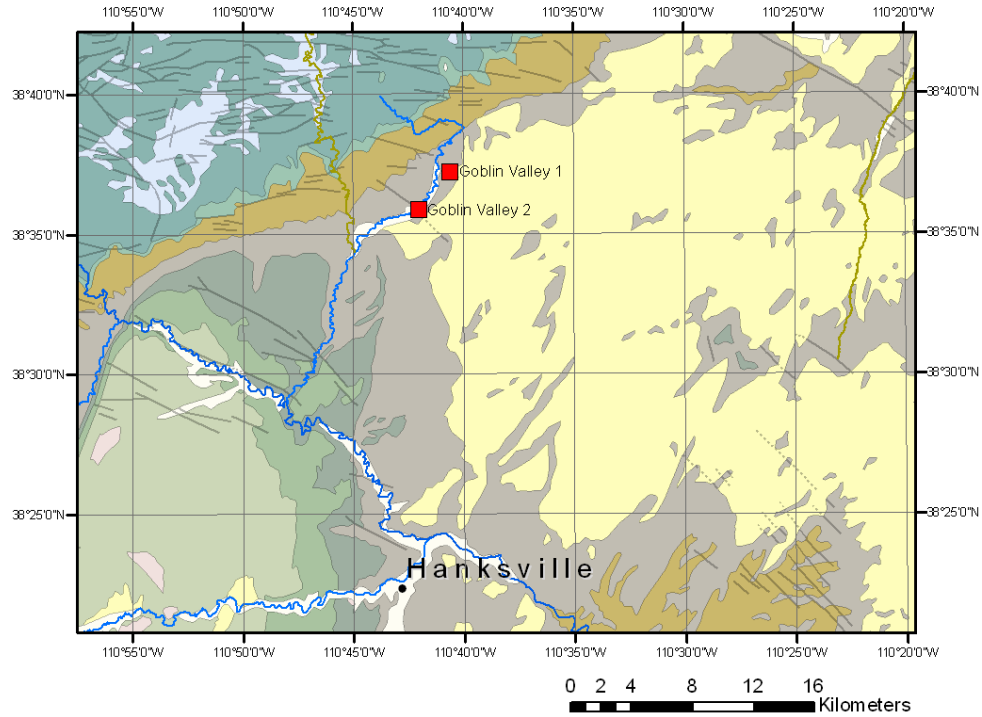 110°55'0"W 110°50'0"W 110°45'0"W 110°40'0"W 110°35'0"W 110°30'0"W 110°25'0"W 110°20'0"W
38°40'0"N 38°40'0"N
Goblin Valley 1
Goblin Valley 2
38°35'0"N 38°35'0"N
38°30'0"N 38°30'0"N
38°25'0"N 38°25'0"N
Hanksville
110°55'0"W 110°50'0"W 110°45'0"W 110°40'0"W 110°35'0"W 110°30'0"W 110°25'0"W 110°20'0"W
0 2 4 8 12 16
Kilometers